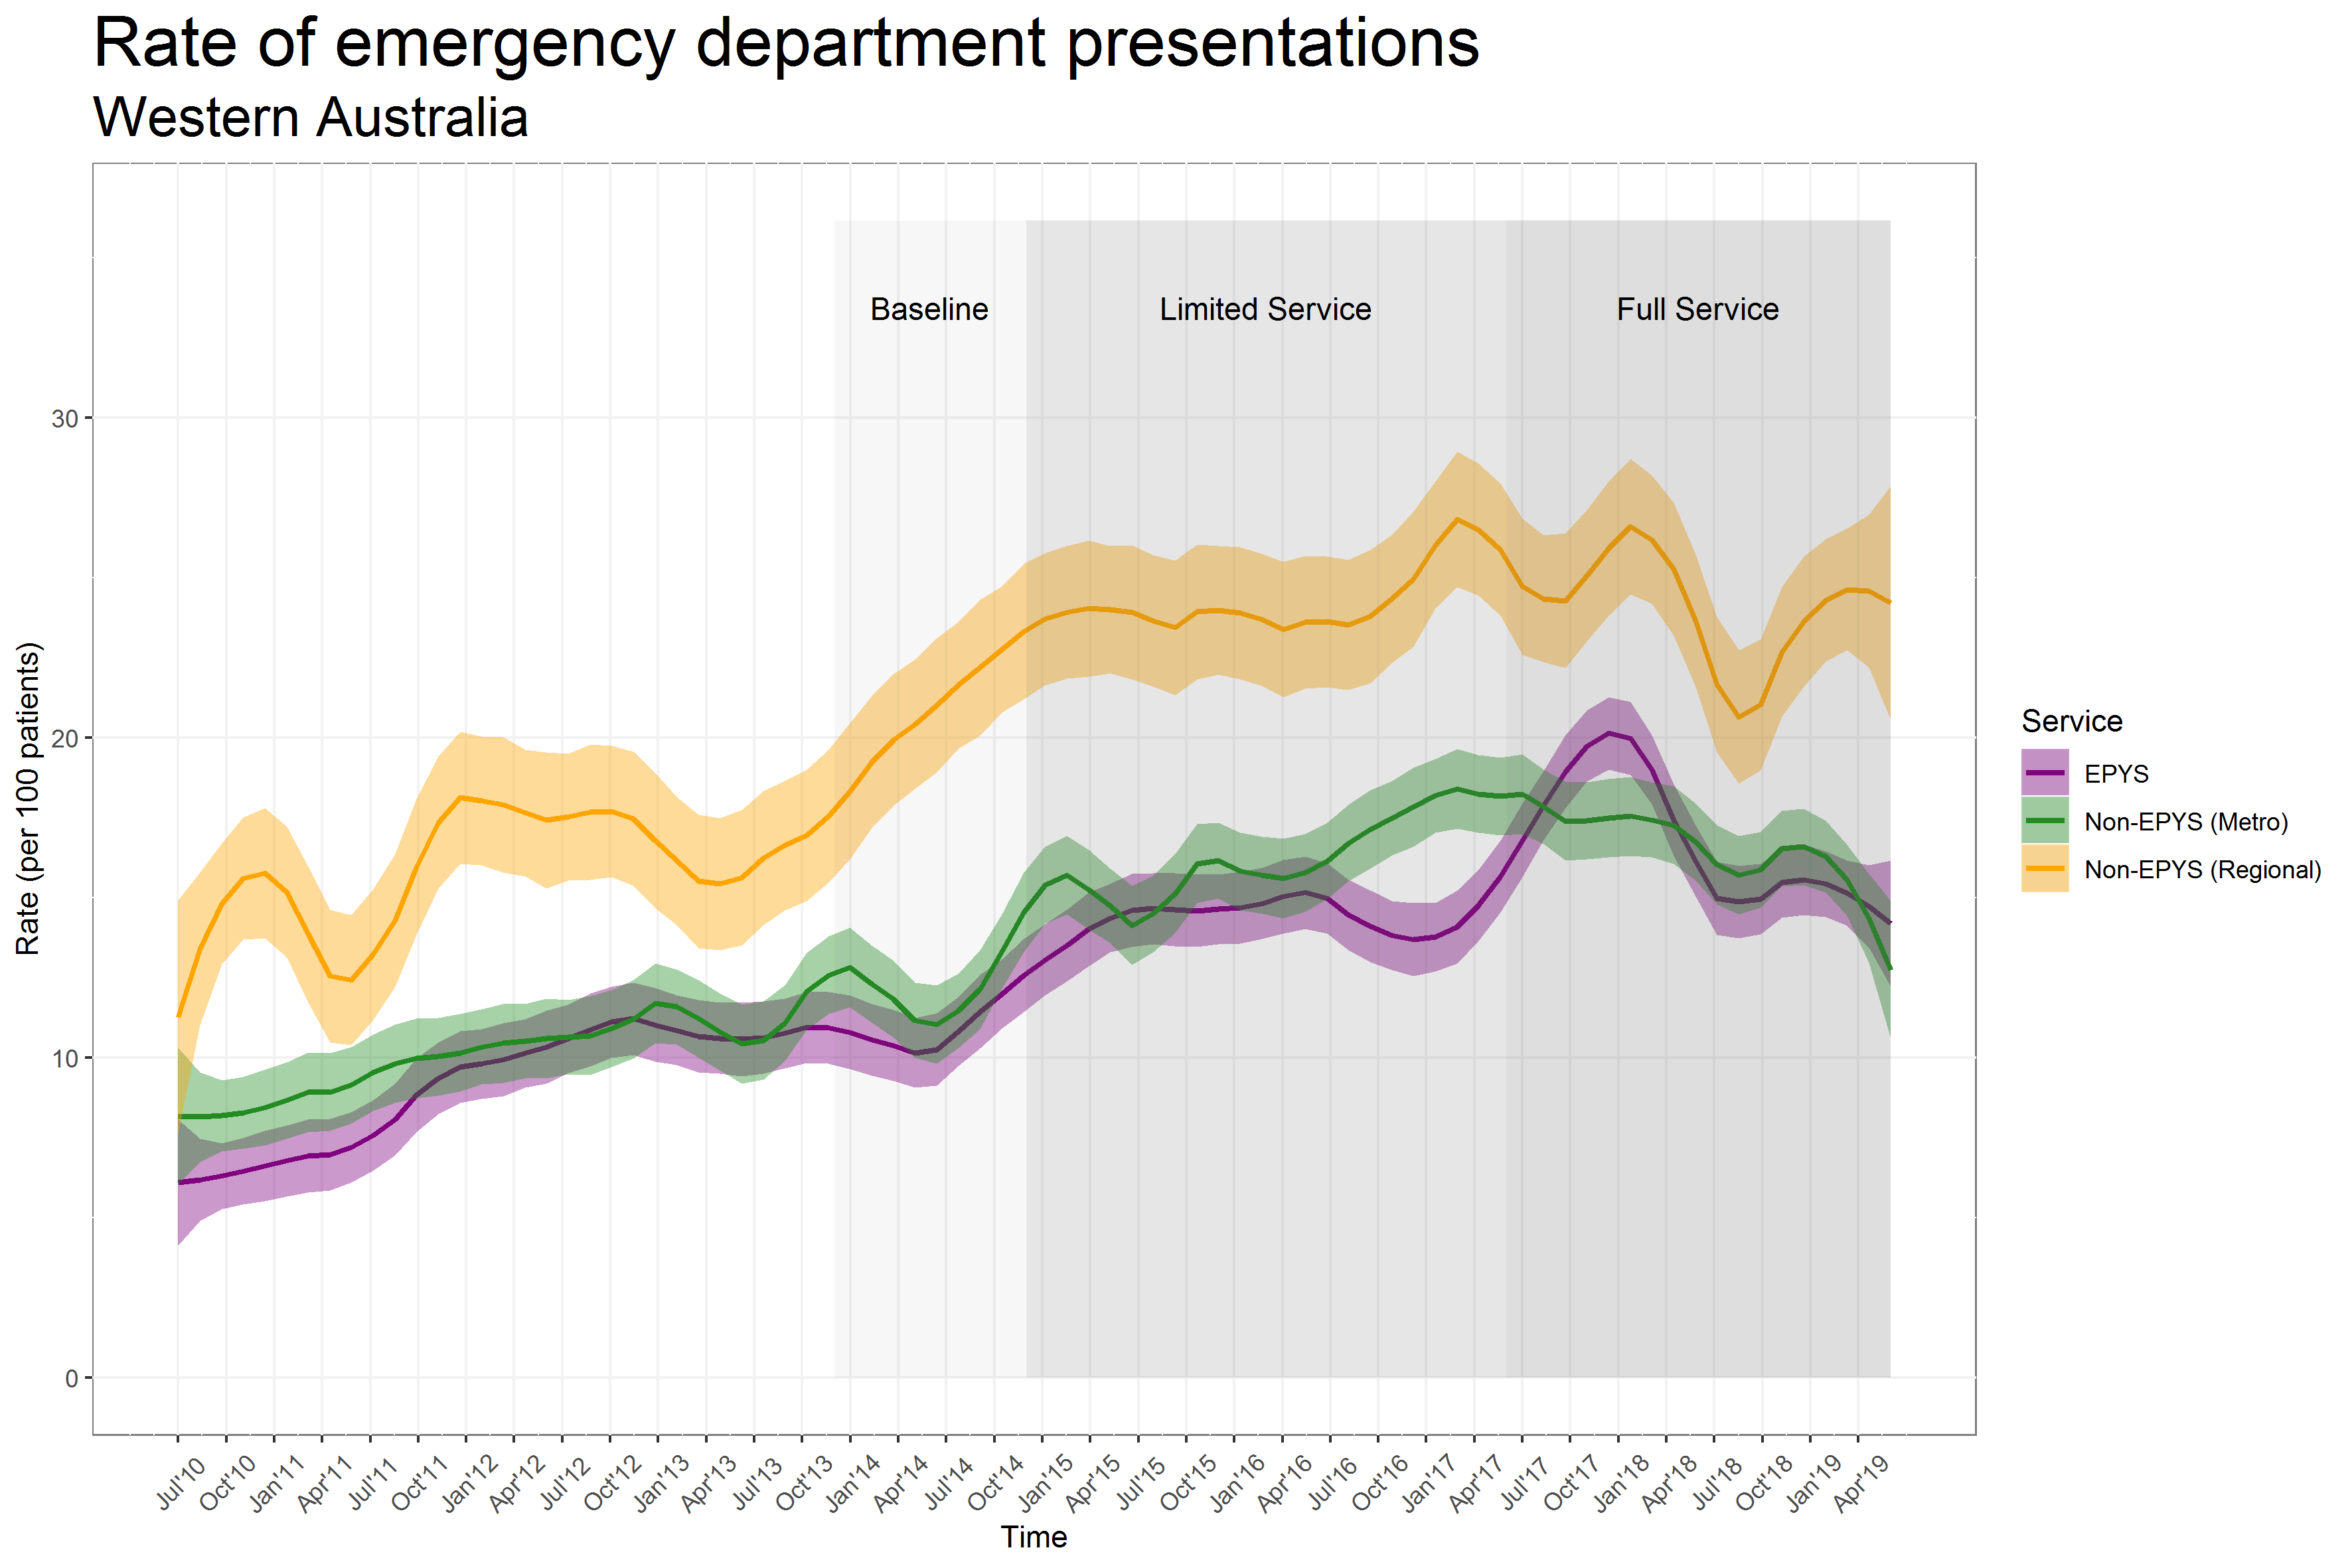 Rate of emergency department presentations
Western Australia
Baseline
Limited Service
Full Service
30
20
10
0
Rate (per 100 patients)
Service
EPYS
Non-EPYS (Metro)
Non-EPYS (Regional)
Jul'10
Oct'10
Jan'11
Apr'11
Jul'11
Oct'11
Jan'12
Apr'12
Jul'12
Oct'12
Jan'13
Apr'13
Jul'13
Oct'13
Jan'14
Apr'14
Jul'14
Oct'14
Jan'15
Apr'15
Jul'15
Oct'15
Jan'16
Apr'16
Jul'16
Oct'16
Jan'17
Apr'17
Jul'17
Oct'17
Jan'18
Apr'18
Jul'18
Oct'18
Jan'19
Apr'19
Time